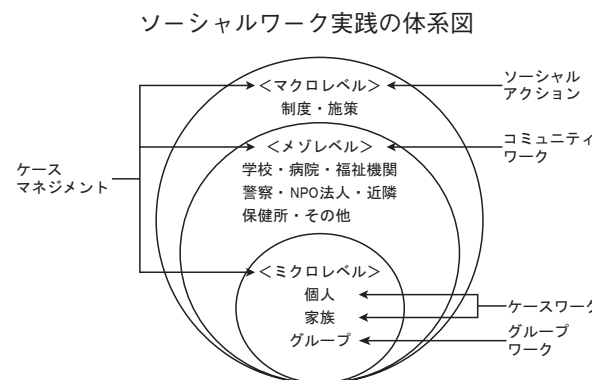 ソーシャルワーク実践の体系図
＜マクロレベル＞
制度・施策
ソーシャル
アクション
＜メゾレベル＞
学校・病院・福祉機関
警察・NPO法人・近隣
保健所・その他
コミュニティ
ワーク
ケース
マネジメント
＜ミクロレベル＞
個人
家族
グループ
ケースワーク
グループ
ワーク